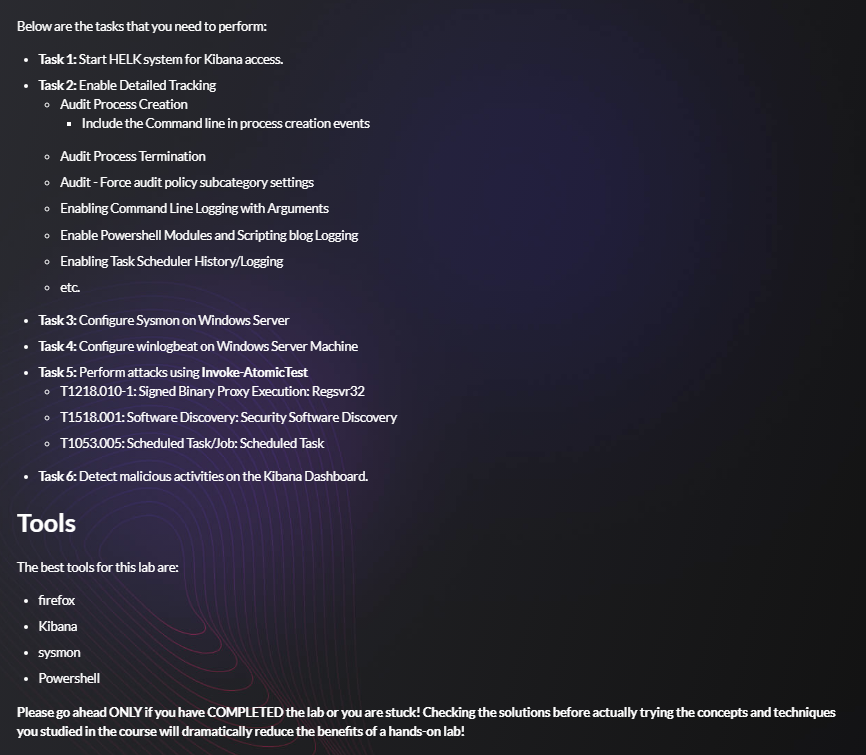 Below are the tasks that you need to perform:
Task 1: Start HELK system for Kibana access.
Task 2: Enable Detailed Tracking
Audit Process Creation
Include the Command line in process creation events
Audit Process Termination
Audit - Force audit policy subcategory settings
Enabling Command Line Logging with Arguments
Enable Powershell Modules and Scripting blog Logging
Enabling Task Scheduler History/Logging
etc.
Task 3: Configure Sysmon on Windows Server
Task 4: Configure winlogbeat on Windows Server Machine
Task 5: Perform attacks using Invoke-AtomicTest
T1218.010-1: Signed Binary Proxy Execution: Regsvr32
T1518.001: Software Discovery: Security Software Discovery
T1053.005: Scheduled Task/Job: Scheduled Task
Task 6: Detect malicious activities on the Kibana Dashboard.
Tools
The best tools for this lab are:
firefox
Kibana
sysmon
Powershell
Please go ahead ONLY if you have COMPLETED the lab or you are stuck! Checking the solutions before actually trying the concepts and techniques
you studied in the course will dramatically reduce the benefits of a hands-on lab!